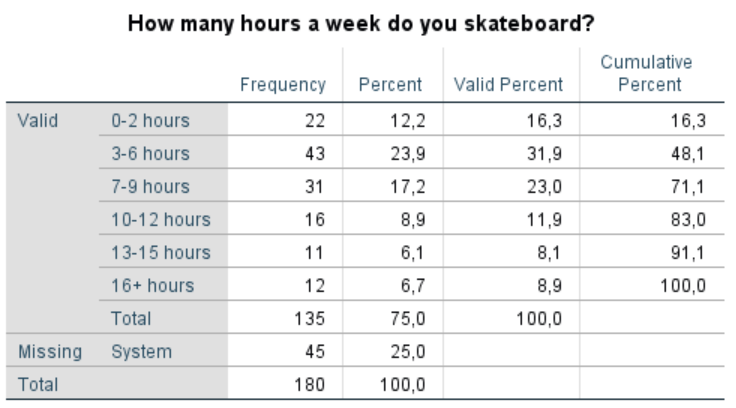 How many hours a week do you skateboard?
Frequency Percent Valid Percent Cumulative Percent
Valid 0-2 hours 22 12,2 16,3 16,3
3-6 hours 43 23,9 31,9 48,1
7-9 hours 31 17,2 23,0 71,1
10-12 hours 16 8,9 11,9 83,0
13-15 hours 11 6,1 8,1 91,1
16+ hours 12 6,7 8,9 100,0
Total 135 75,0 100,0
Missing System 45 25,0
Total 180 100,0